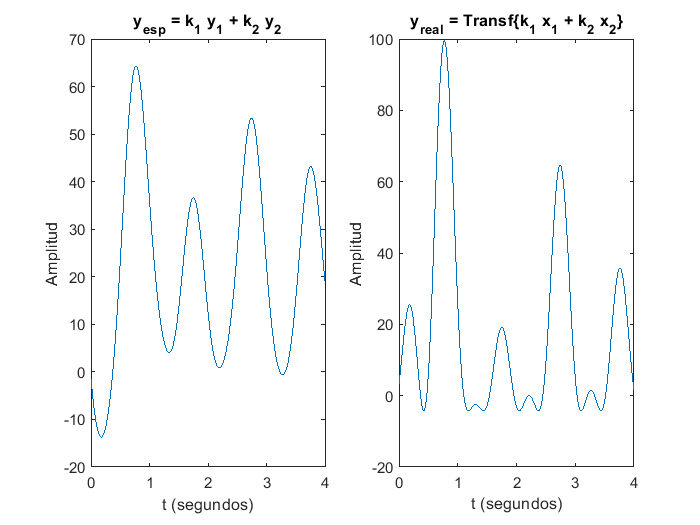 y_esp = k_1 y_1 + k_2 y_2
70
60
50
40
30
20
10
0
-10
-20
Amplitud
0 1 2 3 4
t (segundos)
y_real = Transf{k_1 x_1 + k_2 x_2}
100
80
60
40
20
0
-20
Amplitud
0 1 2 3 4
t (segundos)